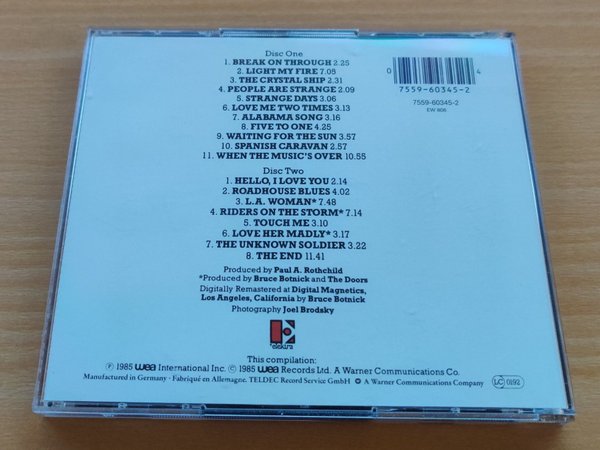 Disc One
1. BREAK ON THROUGH 2.25
2. LIGHT MY FIRE 7.05
3. THE CRYSTAL SHIP 2.31
4. PEOPLE ARE STRANGE 2.09
5. STRANGE DAYS 3.06
6. LOVE ME TWO TIMES 3.13
7. ALABAMA SONG 3.16
8. FIVE TO ONE 4.25
9. WAITING FOR THE SUN 3.57
10. SPANISH CARAVAN 2.57
11. WHEN THE MUSIC'S OVER 10.55
0 4
7559-60345-2
7559-60345-2
EW 806
Disc Two
1. HELLO, I LOVE YOU 2.14
2. ROADHOUSE BLUES 4.02
3. L.A. WOMAN* 7.48
4. RIDERS ON THE STORM* 7.14
5. TOUCH ME 3.10
6. LOVE HER MADLY* 3.17
7. THE UNKNOWN SOLDIER 3.22
8. THE END 11.41
Produced by Paul A. Rothchild
*Produced by Bruce Botnick and The Doors
Digitally Remastered at Digital Magnetics,
Los Angeles, California by Bruce Botnick
Photography Joel Brodsky
elektra
This compilation:
℗ 1985 wea International Inc. © 1985 wea Records Ltd. A Warner Communications Co.
Manufactured in Germany · Fabriqué en Allemagne. TELDEC Record Service GmbH A Warner Communications Company
LC 0192